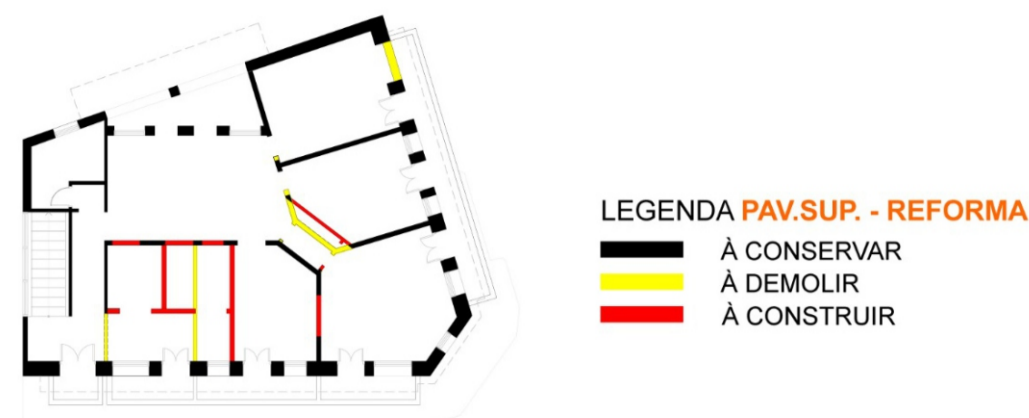 LEGENDA PAV.SUP. - REFORMA
À CONSERVAR
À DEMOLIR
À CONSTRUIR